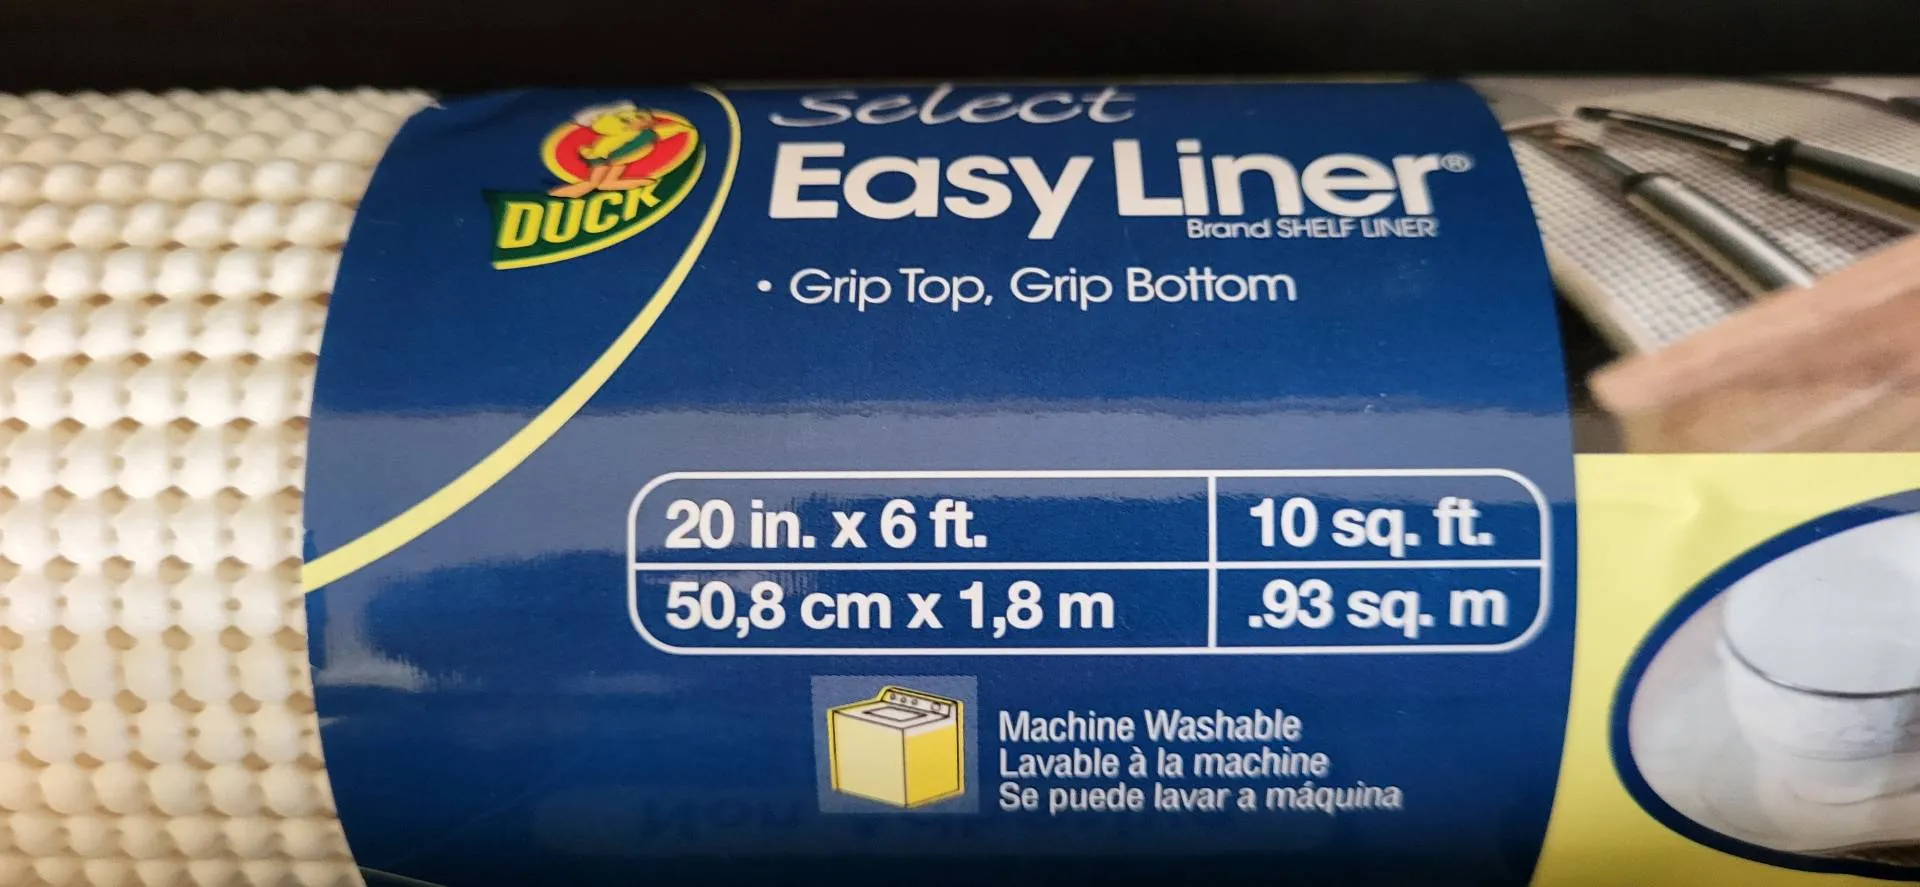 DUCK
Select
Easy Liner®
Brand SHELF LINER
• Grip Top, Grip Bottom
20 in. x 6 ft. 10 sq. ft.
50,8 cm x 1,8 m .93 sq. m
Machine Washable
Lavable à la machine
Se puede lavar a máquina